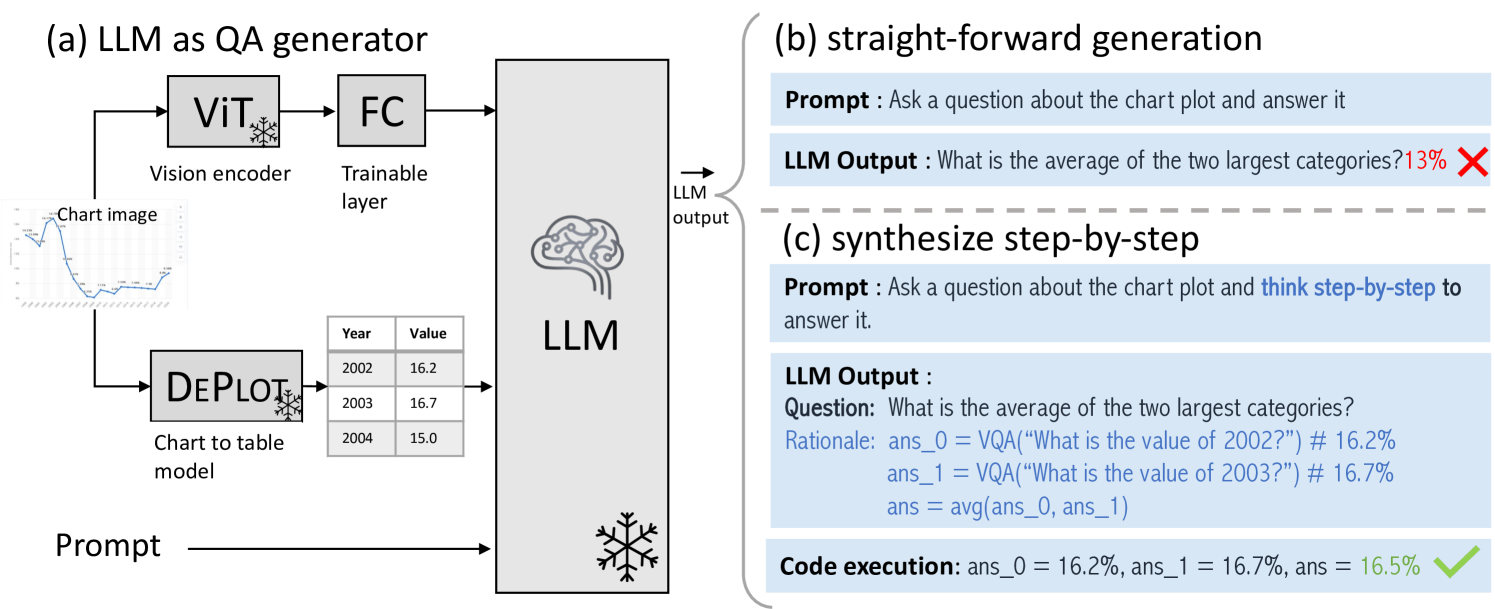 (a) LLM as QA generator
ViT
Vision encoder
FC
Trainable
layer
Chart image
DEPLOT
Chart to table
model
Year Value
2002 16.2
2003 16.7
2004 15.0
Prompt
LLM
LLM
output
(b) straight-forward generation
Prompt : Ask a question about the chart plot and answer it
LLM Output : What is the average of the two largest categories?13%
(c) synthesize step-by-step
Prompt : Ask a question about the chart plot and think step-by-step to
answer it.
LLM Output :
Question: What is the average of the two largest categories?
Rationale: ans_0 = VQA(“What is the value of 2002?”) # 16.2%
ans_1 = VQA(“What is the value of 2003?”) # 16.7%
ans = avg(ans_0, ans_1)
Code execution: ans_0 = 16.2%, ans_1 = 16.7%, ans = 16.5%